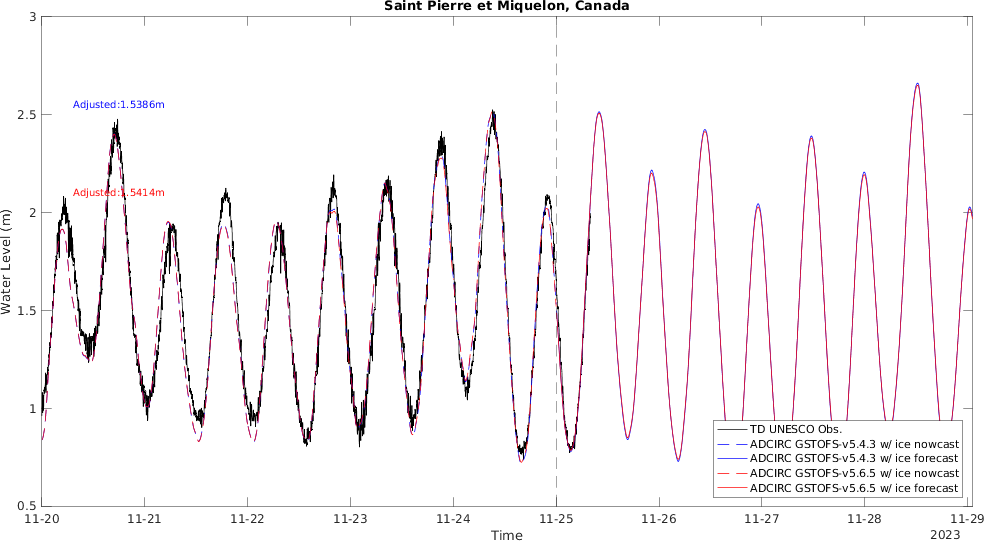 Saint Pierre et Miquelon, Canada
3
2.5
2
1.5
1
0.5
Water Level (m)
Adjusted:1.5386m
Adjusted:1.5414m
TD UNESCO Obs.
ADCIRC GSTOFS-v5.4.3 w/ ice nowcast
ADCIRC GSTOFS-v5.4.3 w/ ice forecast
ADCIRC GSTOFS-v5.6.5 w/ ice nowcast
ADCIRC GSTOFS-v5.6.5 w/ ice forecast
11-20 11-21 11-22 11-23 11-24 11-25 11-26 11-27 11-28 11-29
Time
2023